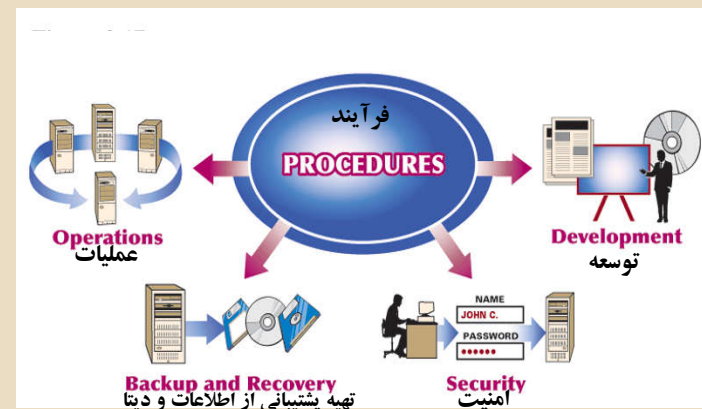 فرآیند
PROCEDURES
Operations
عملیات
Development
توسعه
NAME
JOHN C.
PASSWORD
••••••
Backup and Recovery
تهیه پشتیبانی از اطلاعات و دیتا
Security
امنیت